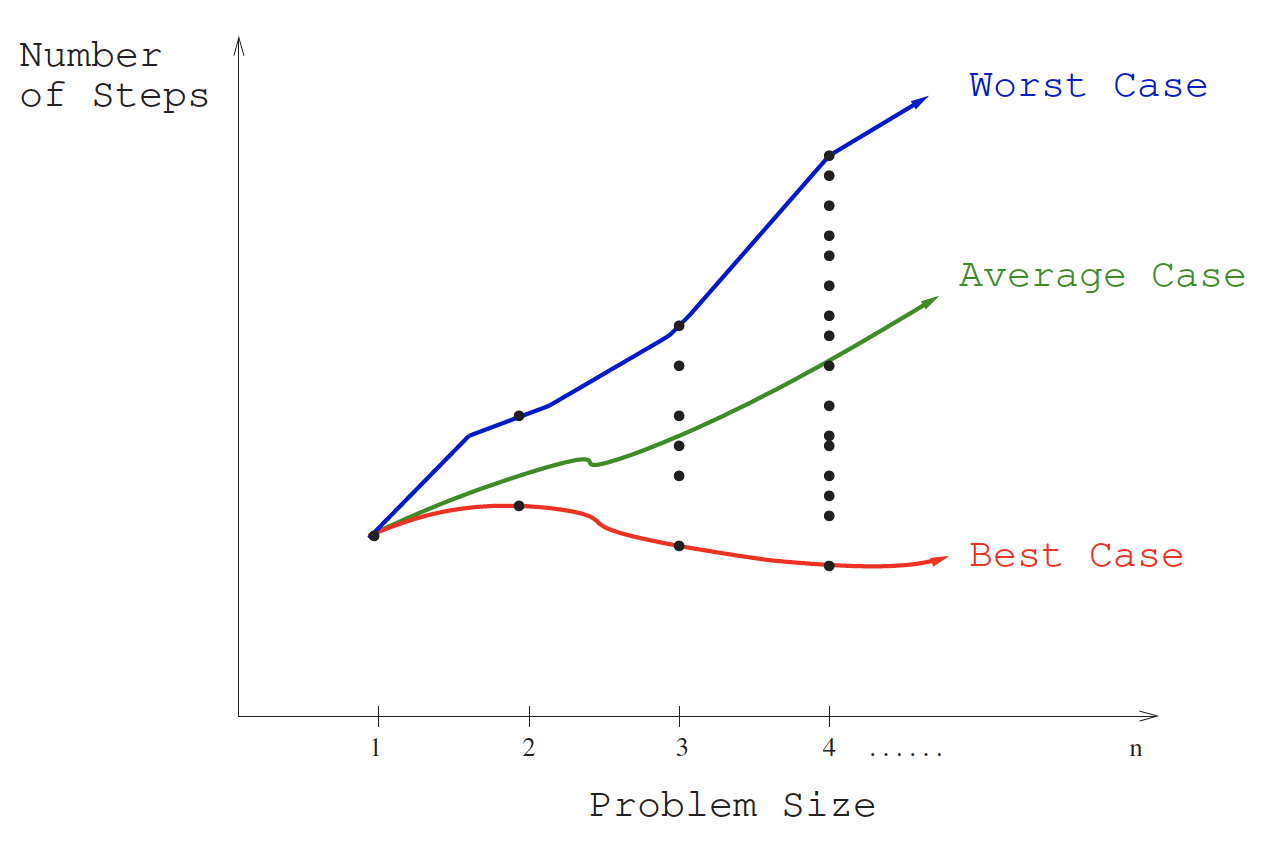 Number
of Steps
Worst Case
Average Case
Best Case
1 2 3 4 ...... n
Problem Size